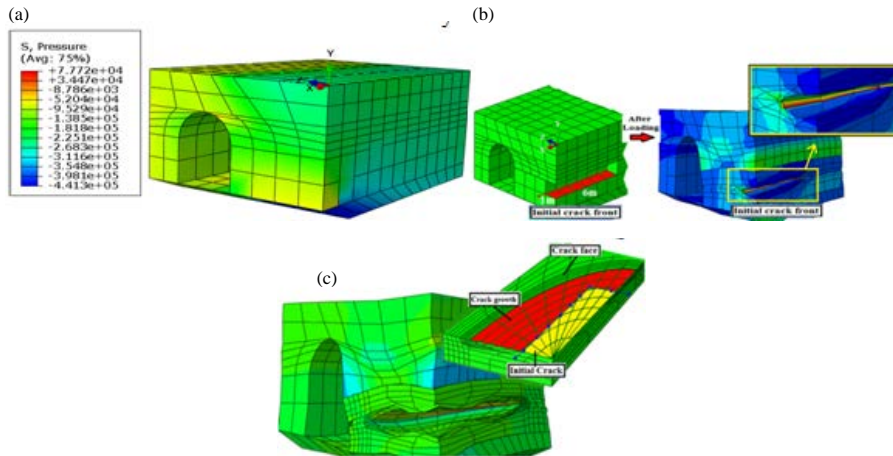 (a)
S, Pressure
(Avg: 75%)
+7.772e+04
+3.447e+04
-8.786e+03
-5.204e+04
-9.529e+04
-1.385e+05
-1.818e+05
-2.251e+05
-2.683e+05
-3.116e+05
-3.548e+05
-3.981e+05
-4.413e+05
Y
X
(b)
6m
Initial crack front
After
Loading
Initial crack front
(c)
Crack face
Crack growth
Initial Crack